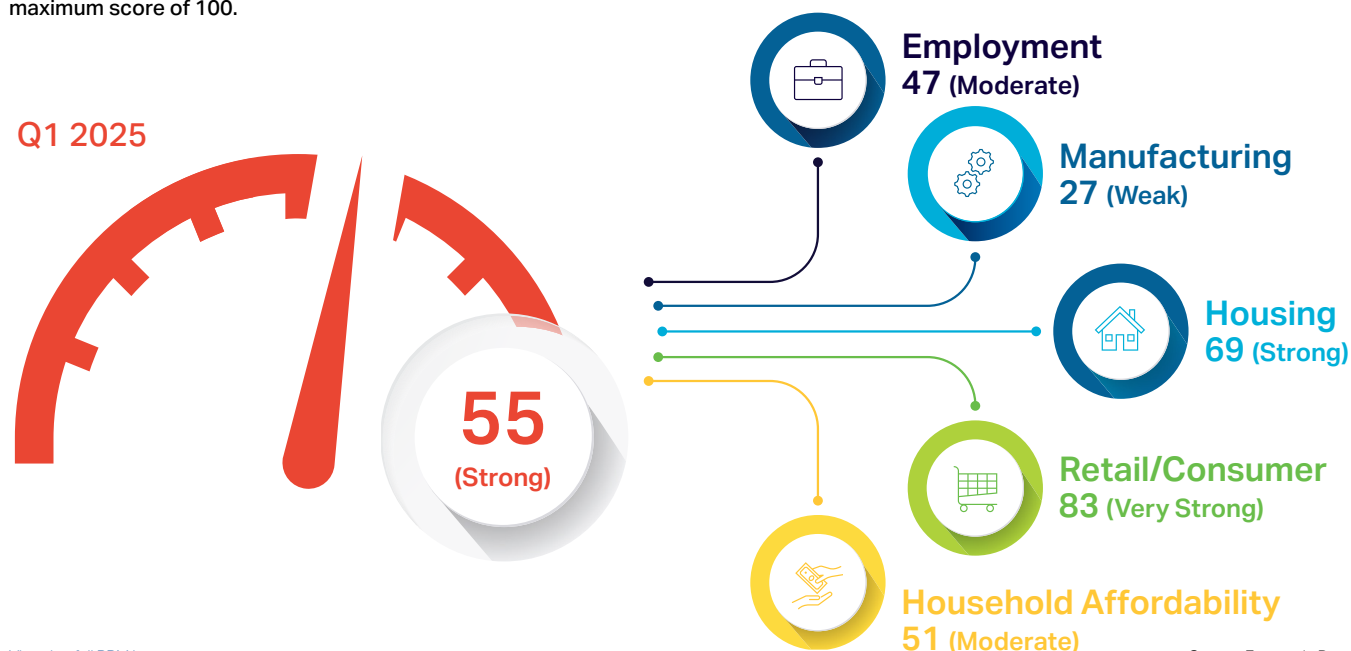 maximum score of 100.
Q1 2025
55
(Strong)
Employment
47 (Moderate)
Manufacturing
27 (Weak)
Housing
69 (Strong)
Retail/Consumer
83 (Very Strong)
Household Affordability
51 (Moderate)